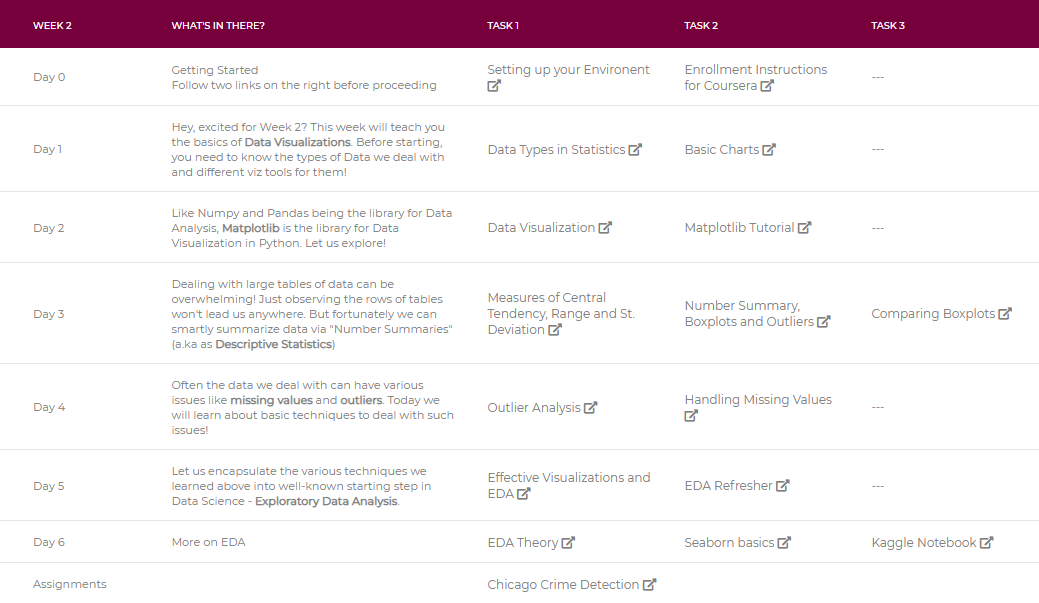 WEEK 2 WHAT'S IN THERE? TASK 1 TASK 2 TASK 3
Day 0
Getting Started
Follow two links on the right before proceeding
Setting up your Environent
Enrollment Instructions
for Coursera
---
Day 1
Hey, excited for Week 2? This week will teach you
the basics of Data Visualizations. Before starting,
you need to know the types of Data we deal with
and different viz tools for them!
Data Types in Statistics
Basic Charts
---
Day 2
Like Numpy and Pandas being the library for Data
Analysis, Matplotlib is the library for Data
Visualization in Python. Let us explore!
Data Visualization
Matplotlib Tutorial
---
Day 3
Dealing with large tables of data can be
overwhelming! Just observing the rows of tables
won't lead us anywhere. But fortunately we can
smartly summarize data via "Number Summaries"
(a.ka as Descriptive Statistics)
Measures of Central
Tendency, Range and St.
Deviation
Number Summary,
Boxplots and Outliers
Comparing Boxplots
Day 4
Often the data we deal with can have various
issues like missing values and outliers. Today we
will learn about basic techniques to deal with such
issues!
Outlier Analysis
Handling Missing Values
---
Day 5
Let us encapsulate the various techniques we
learned above into well-known starting step in
Data Science - Exploratory Data Analysis.
Effective Visualizations and
EDA
EDA Refresher
---
Day 6
More on EDA
EDA Theory
Seaborn basics
Kaggle Notebook
Assignments
Chicago Crime Detection